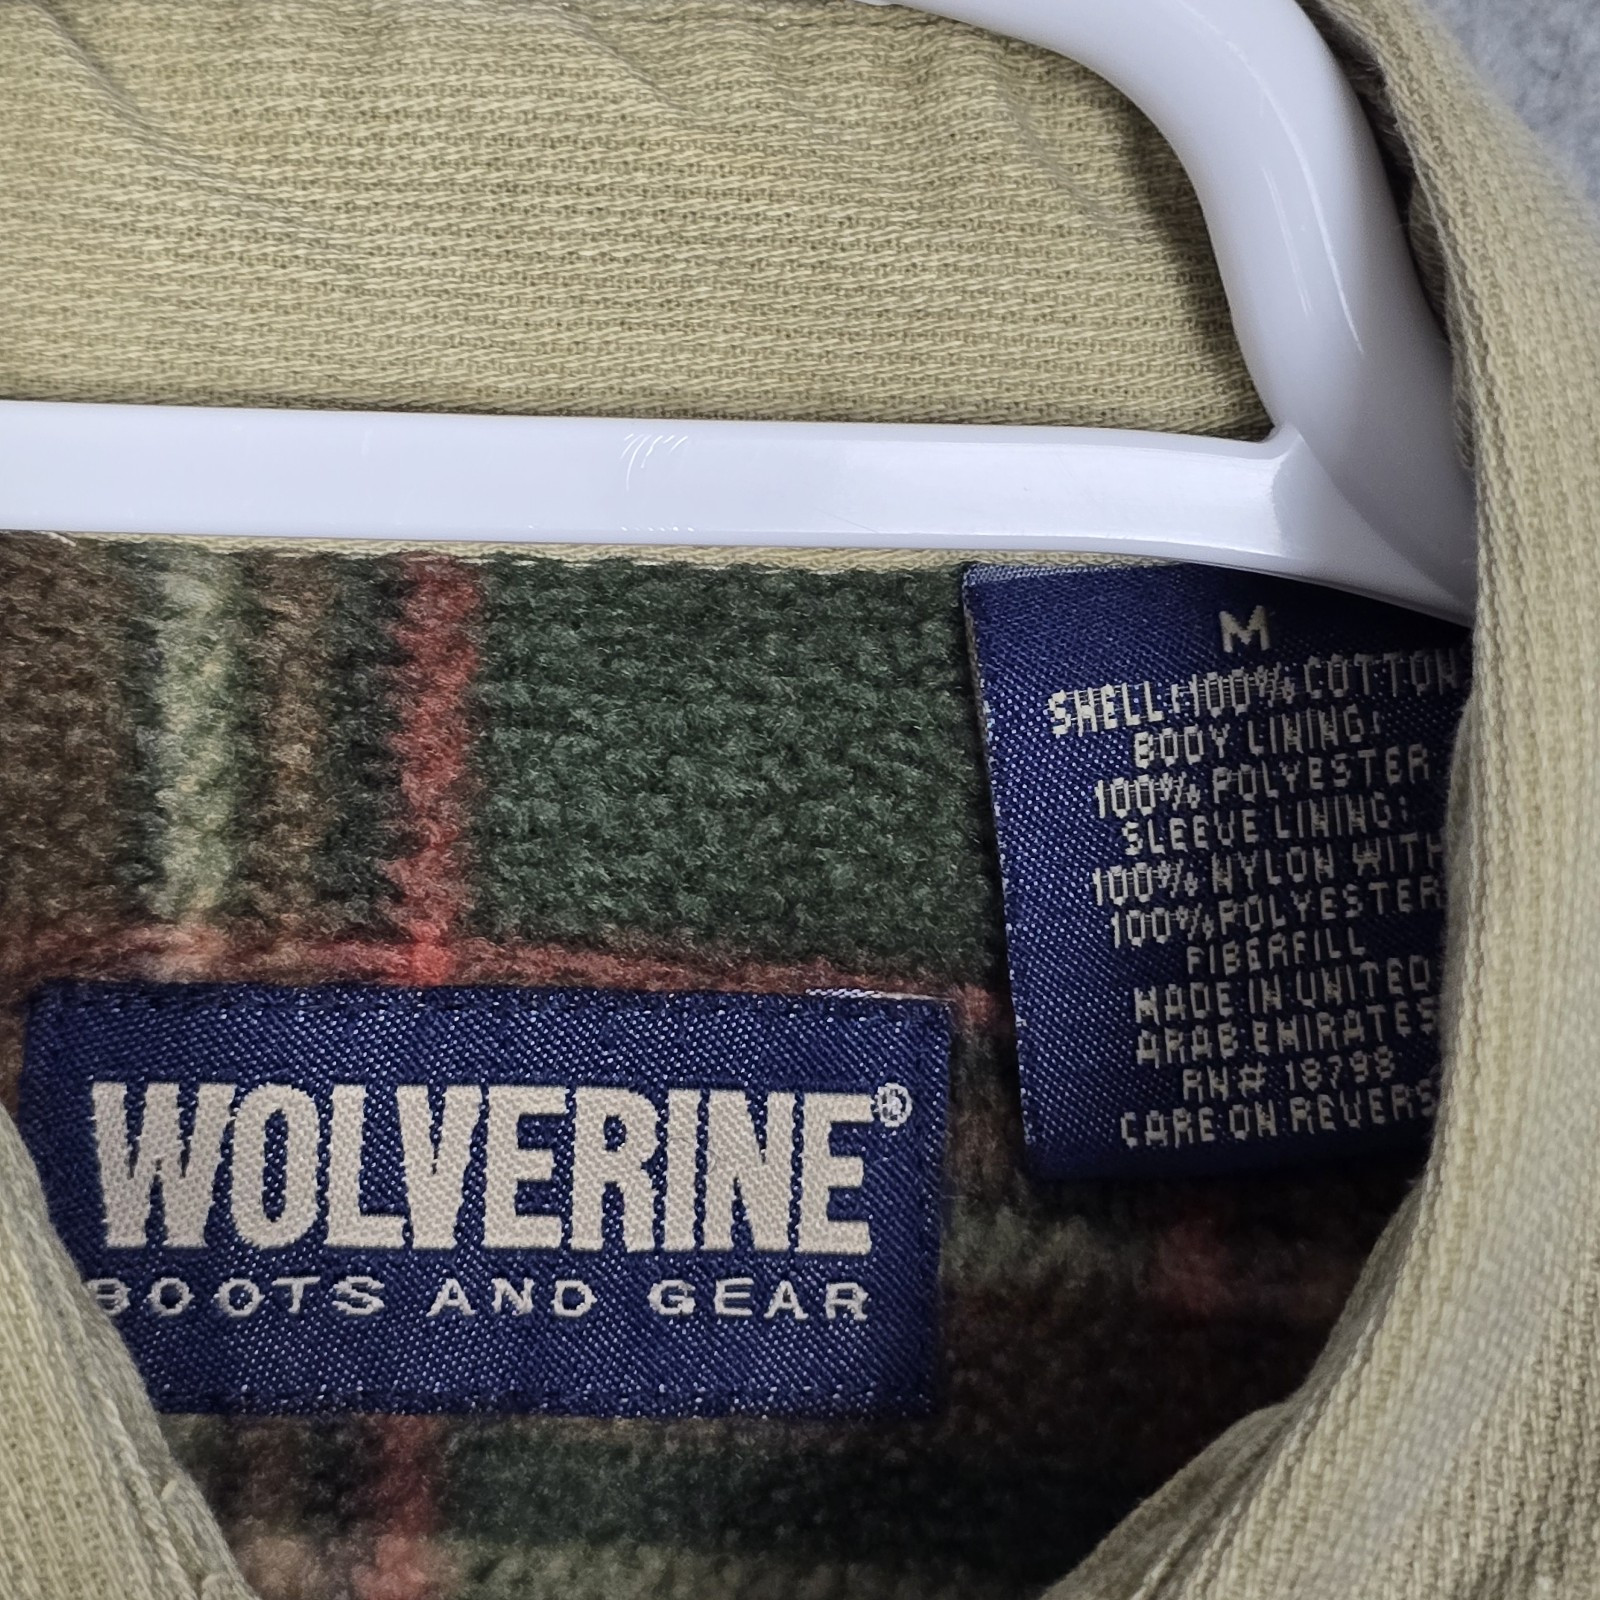 M
SHELL:100% COTTON
BODY LINING:
100% POLYESTER
SLEEVE LINING:
100% NYLON WITH
100% POLYESTER
FIBERFILL
MADE IN UNITED
ARAB EMIRATES
RN# 18798
CARE ON REVERS
WOLVERINE®
BOOTS AND GEAR